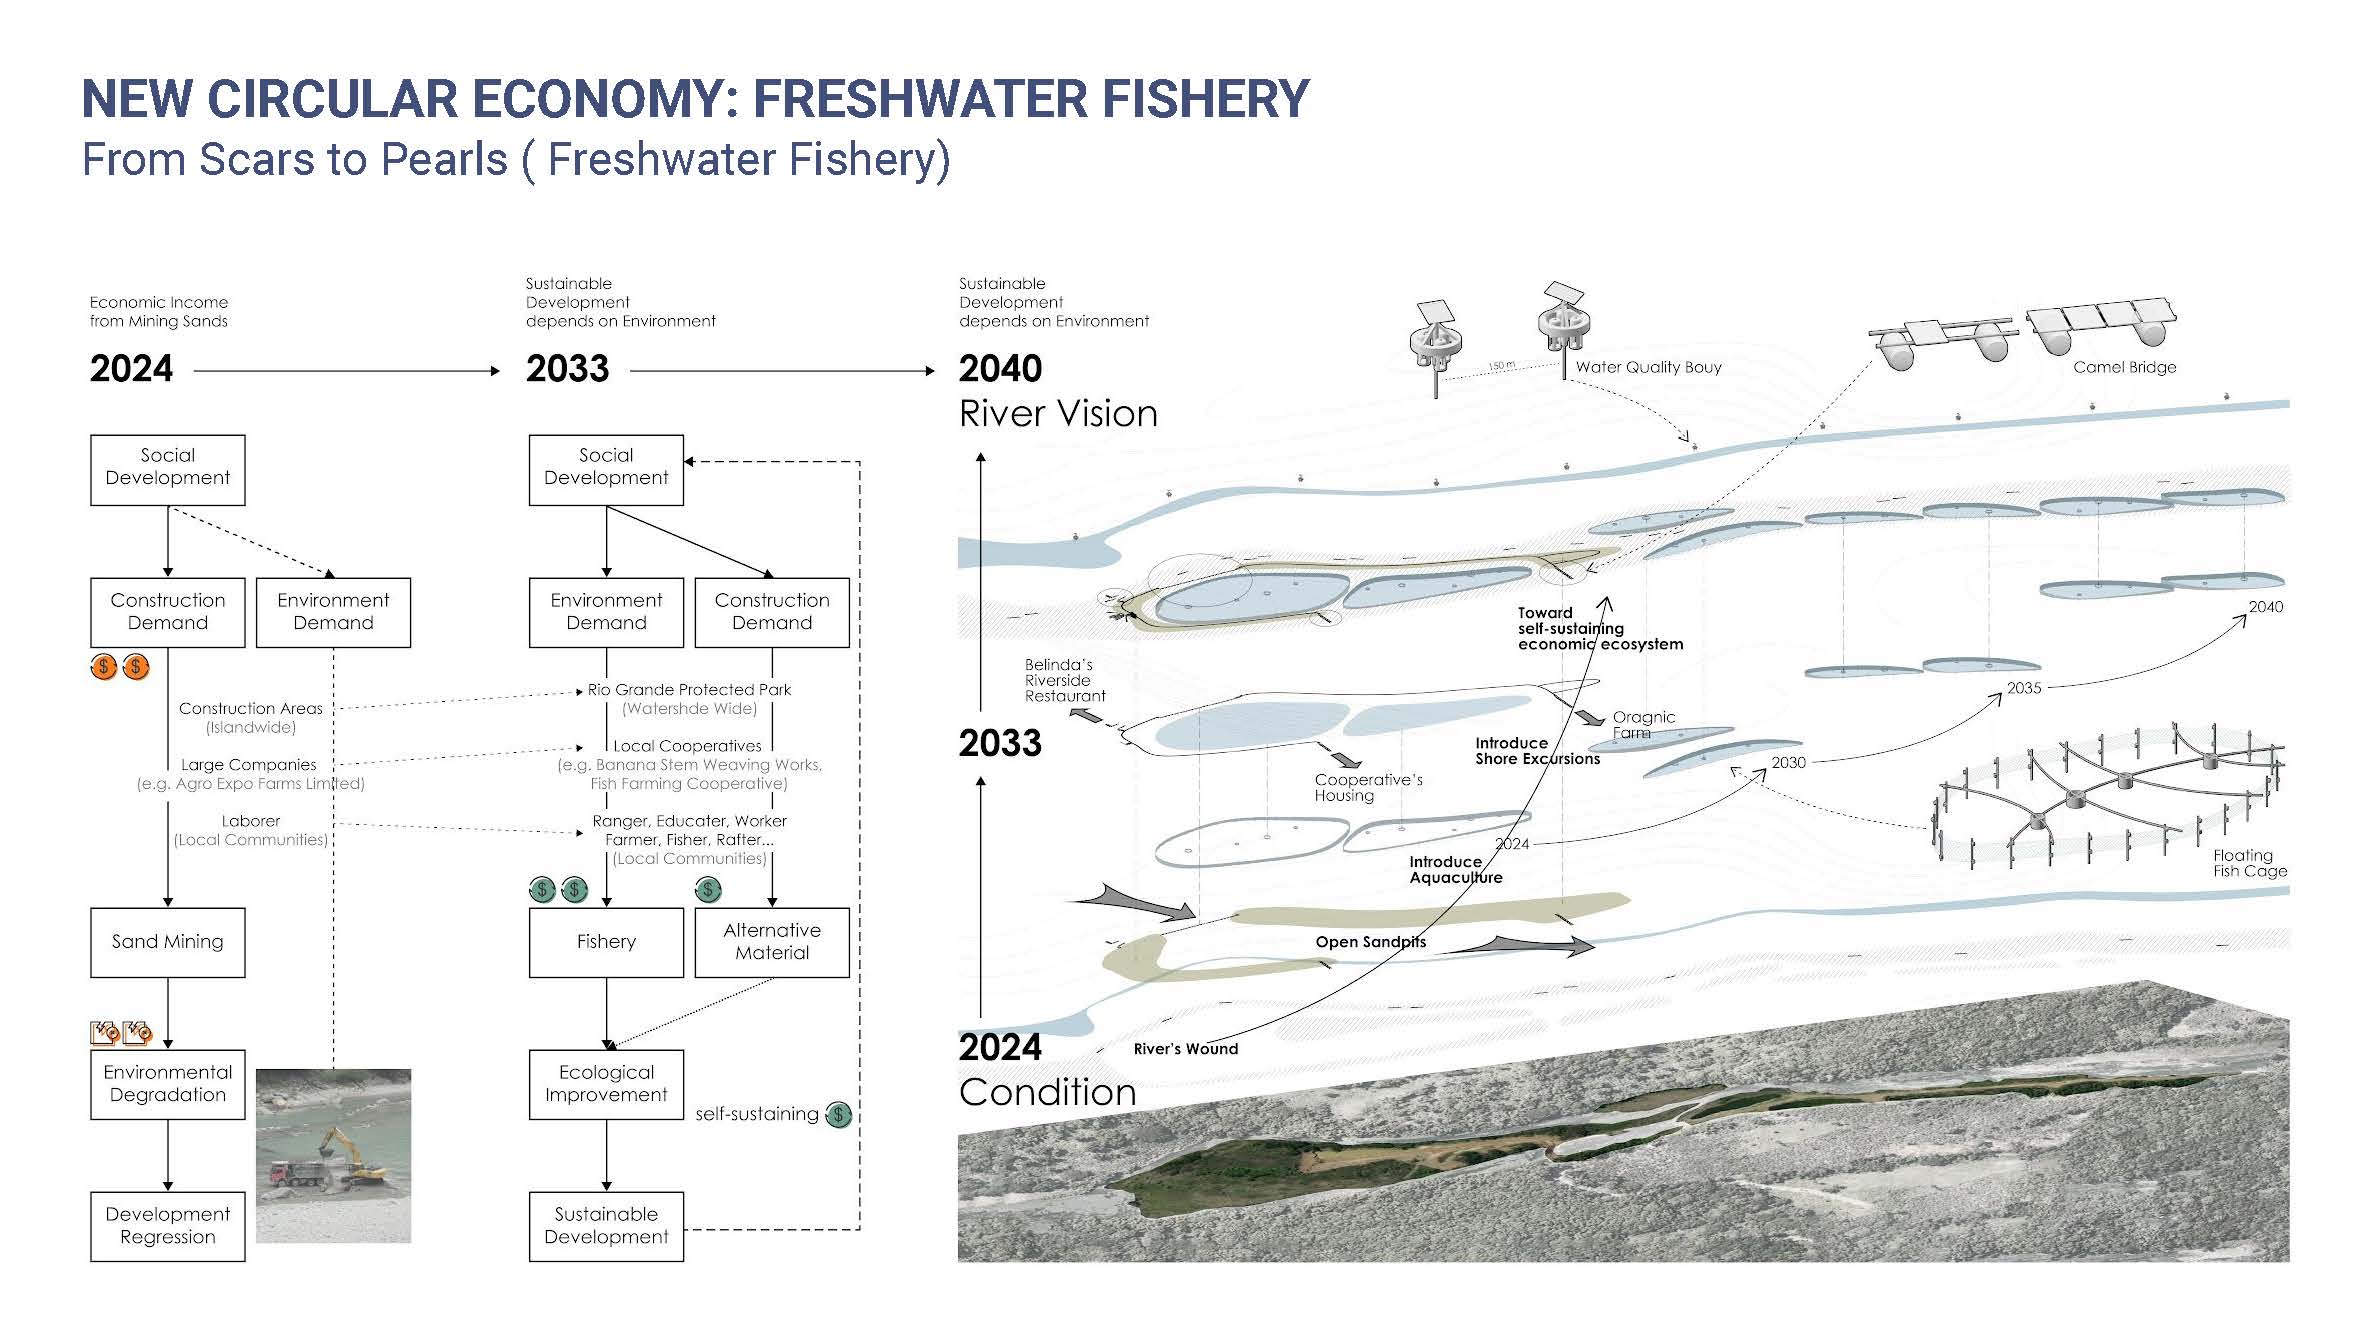 NEW CIRCULAR ECONOMY: FRESHWATER FISHERY
From Scars to Pearls ( Freshwater Fishery)
Economic Income
from Mining Sands
2024
Sustainable
Development
depends on Environment
2033
Sustainable
Development
depends on Environment
2040
River Vision
Social
Development
Construction
Demand
Environment
Demand
$ $
Construction Areas
(Islandwide)
Large Companies
(e.g. Agro Expo Farms Limited)
Laborer
(Local Communities)
Sand Mining
Environmental
Degradation
Development
Regression
Social
Development
Environment
Demand
Construction
Demand
Rio Grande Protected Park
(Watershde Wide)
Local Cooperatives
(e.g. Banana Stem Weaving Works,
Fish Farming Cooperative)
Ranger, Educater, Worker
Farmer, Fisher, Rafter...
(Local Communities)
$ $
$
Fishery
Alternative
Material
Ecological
Improvement
self-sustaining $
Sustainable
Development
150 m
Water Quality Bouy
Camel Bridge
Toward
self-sustaining
economic ecosystem
2040
Belinda's
Riverside
Restaurant
2035
2033
Oragnic
Farm
Introduce
Shore Excursions
2030
Cooperative's
Housing
2024
Introduce
Aquaculture
Floating
Fish Cage
Open Sandpits
2024
Condition
River's Wound